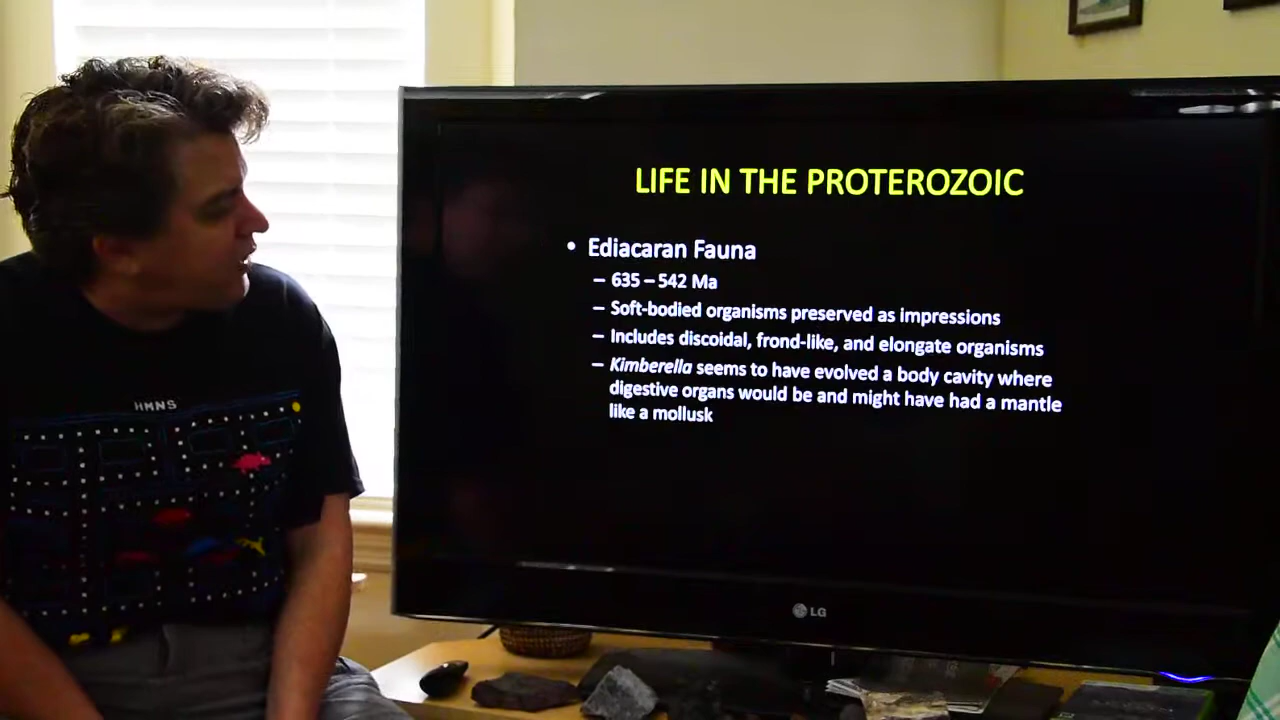 LIFE IN THE PROTEROZOIC
• Ediacaran Fauna
– 635 – 542 Ma
– Soft-bodied organisms preserved as impressions
– Includes discoidal, frond-like, and elongate organisms
– Kimberella seems to have evolved a body cavity where
digestive organs would be and might have had a mantle
like a mollusk
HMNS
LG